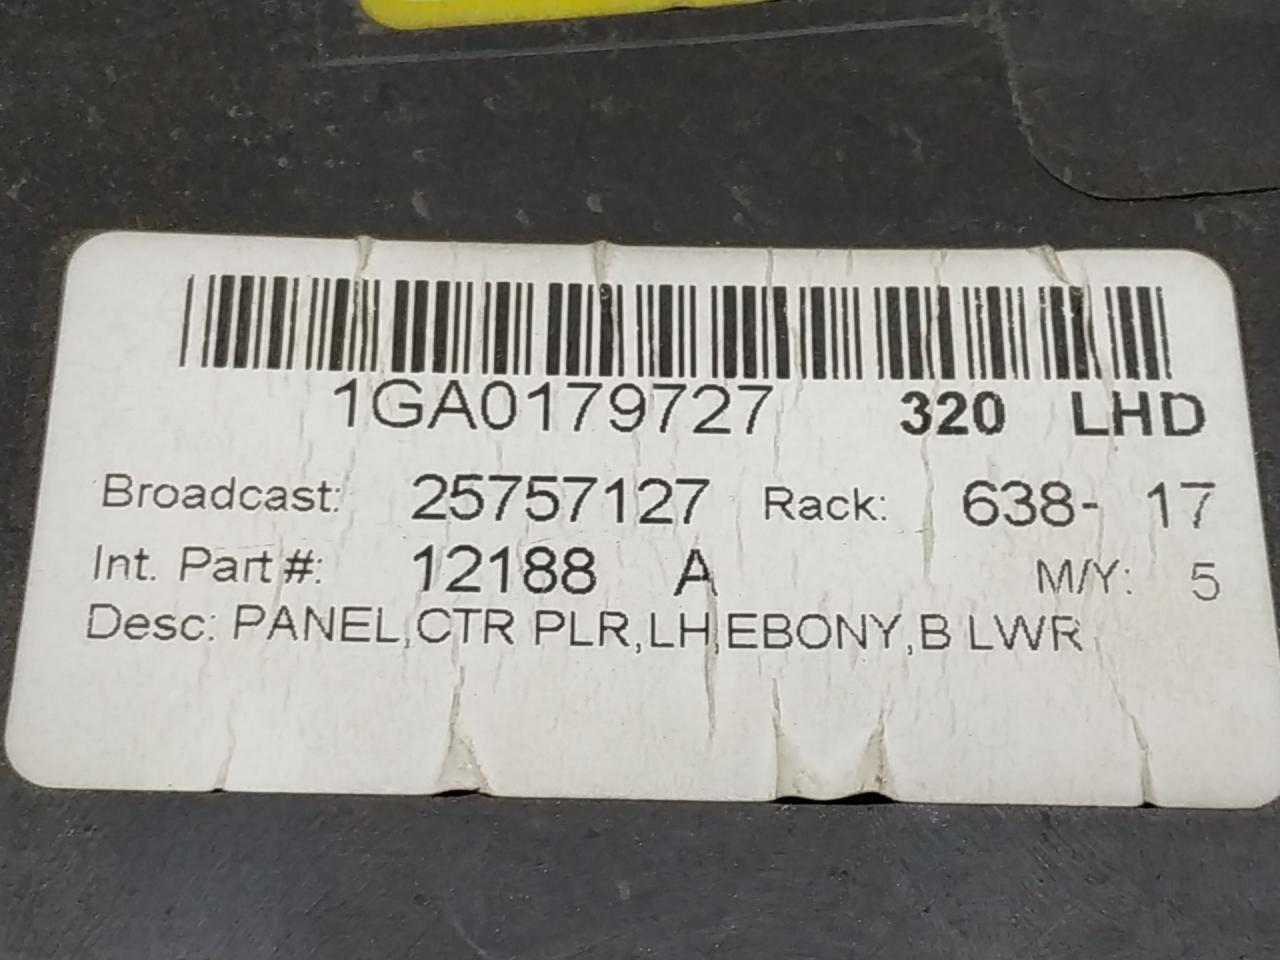 1GA0179727 320 LHD
Broadcast: 25757127 Rack: 638- 17
Int. Part #: 12188 A M/Y: 5
Desc: PANEL,CTR PLR,LH,EBONY,B LWR